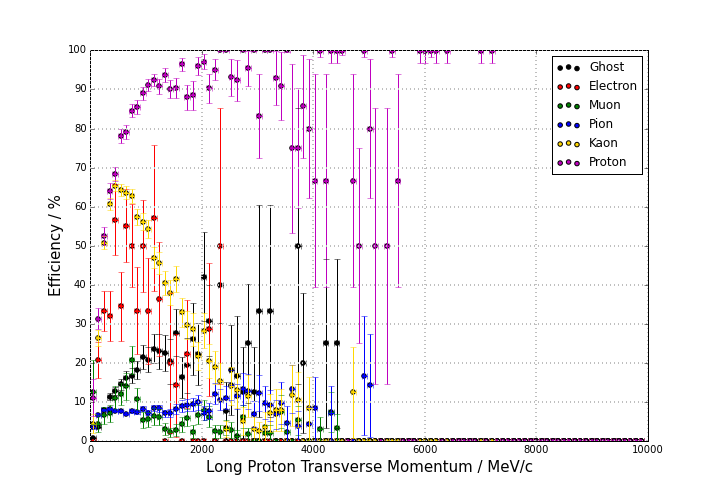 100
90
80
70
60
50
40
30
20
10
0
Efficiency / %
Ghost
Electron
Muon
Pion
Kaon
Proton
0 2000 4000 6000 8000 10000
Long Proton Transverse Momentum / MeV/c